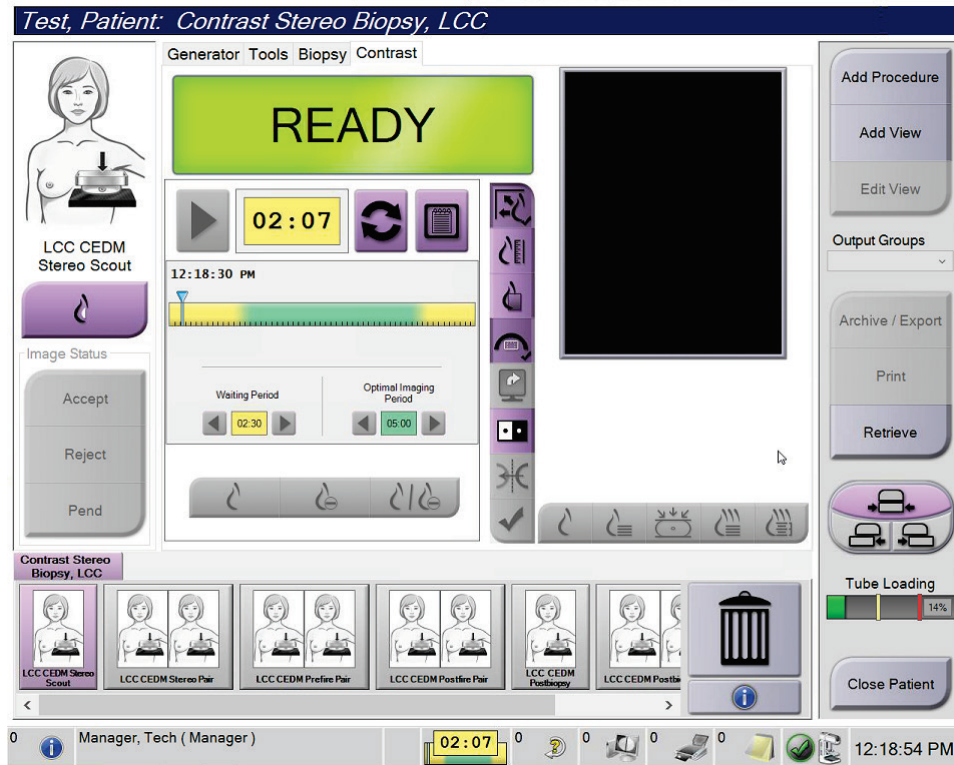 Test, Patient:  Contrast Stereo Biopsy, LCC
Generator Tools Biopsy Contrast
READY
02:07
12:18:30 PM
Waiting Period
02:30
Optimal Imaging
Period
05:00
LCC CEDM
Stereo Scout
Image Status
Accept
Reject
Pend
Add Procedure
Add View
Edit View
Output Groups
Archive / Export
Print
Retrieve
Tube Loading
14%
Close Patient
Contrast Stereo
Biopsy, LCC
LCC CEDM Stereo
Scout
LCC CEDM Stereo Pair
LCC CEDM Prefire Pair
LCC CEDM Postfire Pair
LCC CEDM
Postbiopsy
LCC CEDM Postbi
0
Manager, Tech ( Manager )
02:07
0
0
0
0
12:18:54 PM